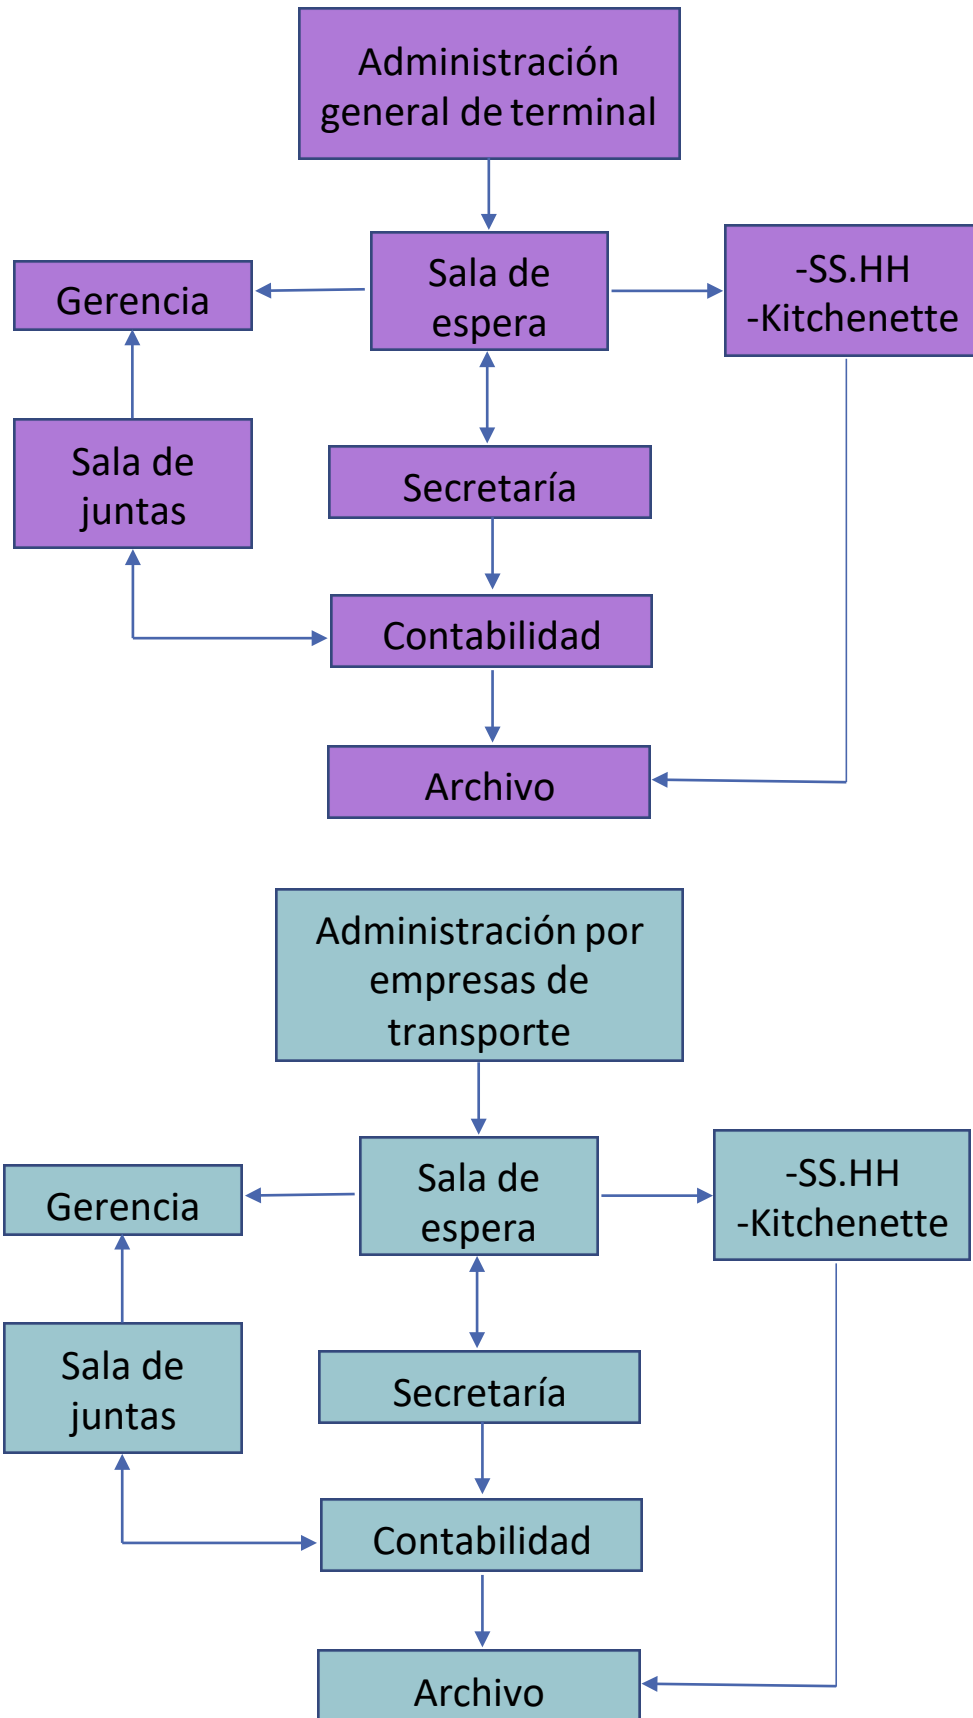 Administración
general de terminal
Sala de
espera
-SS.HH
-Kitchenette
Gerencia
Sala de
juntas
Secretaría
Contabilidad
Archivo
Administración por
empresas de
transporte
Sala de
espera
-SS.HH
-Kitchenette
Gerencia
Sala de
juntas
Secretaría
Contabilidad
Archivo